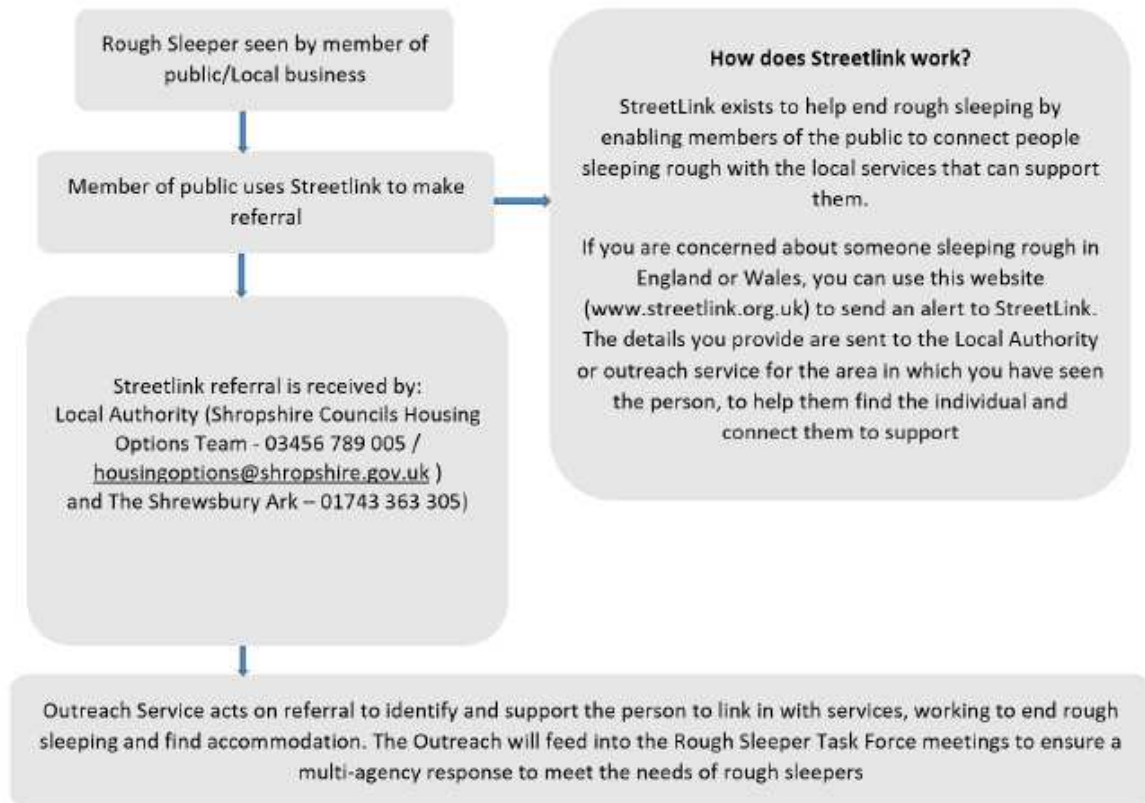 Rough Sleeper seen by member of
public/Local business
Member of public uses Streetlink to make
referral
How does Streetlink work?
StreetLink exists to help end rough sleeping by
enabling members of the public to connect people
sleeping rough with the local services that can support
them.
If you are concerned about someone sleeping rough in
England or Wales, you can use this website
(www.streetlink.org.uk) to send an alert to StreetLink.
The details you provide are sent to the Local Authority
or outreach service for the area in which you have seen
the person, to help them find the individual and
connect them to support
Streetlink referral is received by:
Local Authority (Shropshire Councils Housing
Options Team - 03456 789 005 /
housingoptions@shropshire.gov.uk )
and The Shrewsbury Ark – 01743 363 305)
Outreach Service acts on referral to identify and support the person to link in with services, working to end rough
sleeping and find accommodation. The Outreach will feed into the Rough Sleeper Task Force meetings to ensure a
multi-agency response to meet the needs of rough sleepers